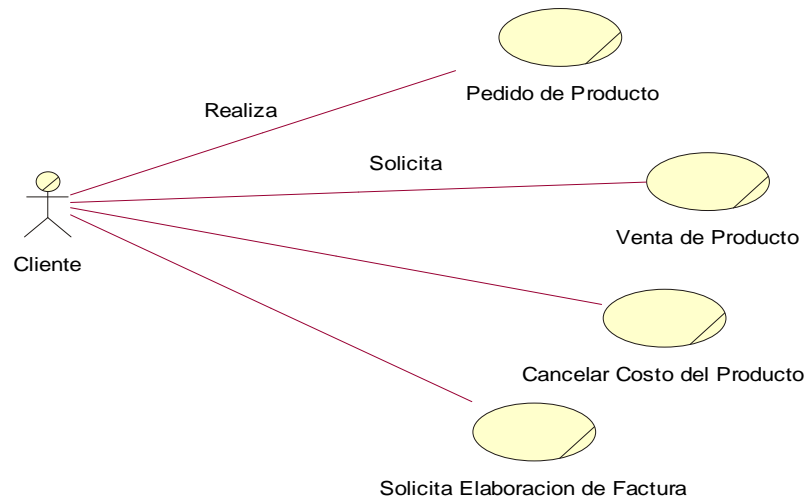 Pedido de Producto
Realiza
Solicita
Venta de Producto
Cliente
Cancelar Costo del Producto
Solicita Elaboracion de Factura